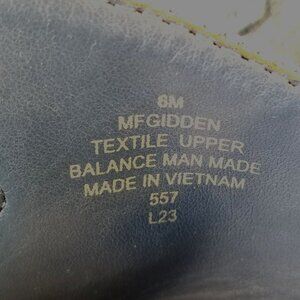 6M
MFGIDDEN
TEXTILE UPPER
BALANCE MAN MADE
MADE IN VIETNAM
557
L23